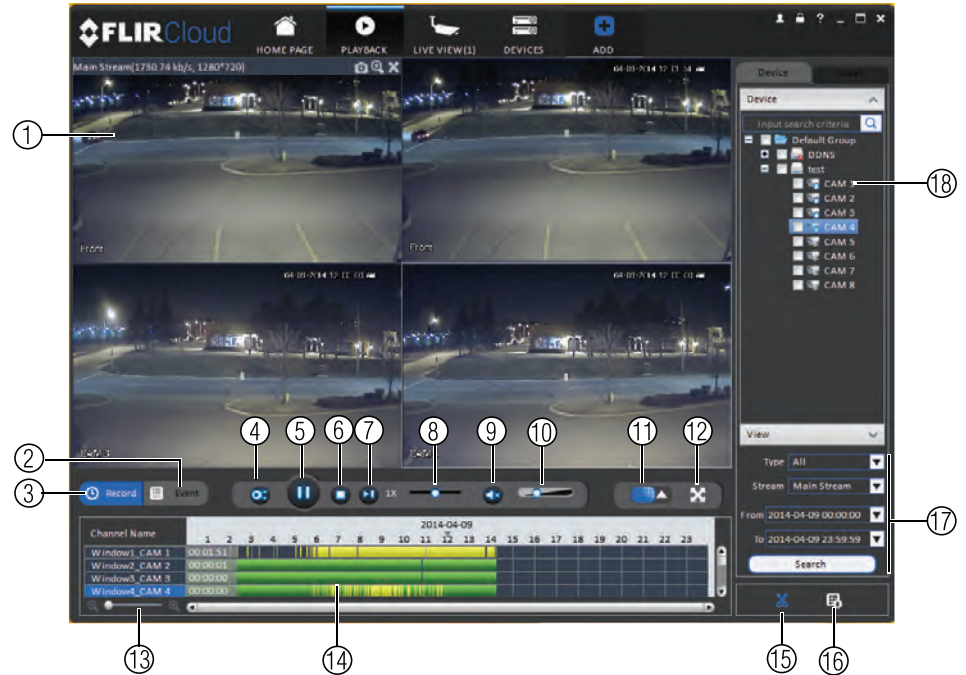 FLIR Cloud
HOME PAGE
PLAYBACK
LIVE VIEW(1)
DEVICES
ADD
Main Stream(1730.74 kb/s, 1280*720)
Device
Device
Input search criteria
Default Group
DDNS
test
CAM 1
CAM 2
CAM 3
CAM 4
CAM 5
CAM 6
CAM 7
CAM 8
Front
Front
CAM 3
View
Type All
Stream Main Stream
From 2014-04-09 00:00:00
To 2014-04-09 23:59:59
Search
Record
Event
1X
2014-04-09
Channel Name
1 2 3 4 5 6 7 8 9 10 11 12 13 14 15 16 17 18 19 20 21 22 23
Window1_CAM 1 00:01:51
Window2_CAM 2 00:00:01
Window3_CAM 3 00:00:00
Window4_CAM 4 00:00:00
1
2
3
4
5
6
7
8
9
10
11
12
13
14
15
16
17
18